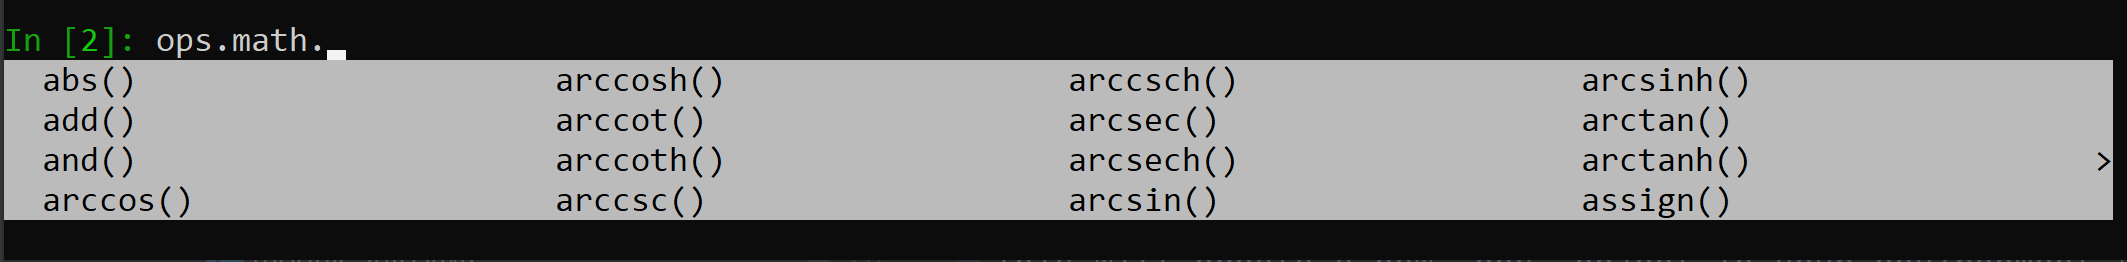 In [2]: ops.math.
abs() arccosh() arccsch() arcsinh()
add() arccot() arcsec() arctan()
and() arccoth() arcsech() arctanh() >
arccos() arccsc() arcsin() assign()